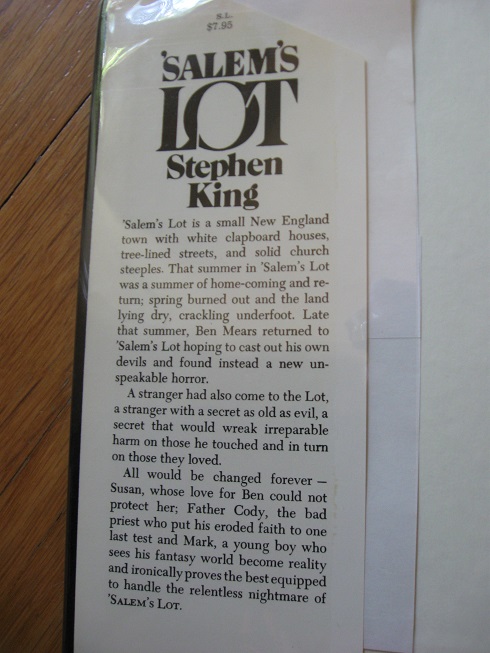 S.L.
$7.95
'SALEM'S
LOT
Stephen
King
'Salem's Lot is a small New England
town with white clapboard houses,
tree-lined streets, and solid church
steeples. That summer in 'Salem's Lot
was a summer of home-coming and re-
turn; spring burned out and the land
lying dry, crackling underfoot. Late
that summer, Ben Mears returned to
'Salem's Lot hoping to cast out his own
devils and found instead a new un-
speakable horror.
A stranger had also come to the Lot,
a stranger with a secret as old as evil, a
secret that would wreak irreparable
harm on those he touched and in turn
on those they loved.
All would be changed forever —
Susan, whose love for Ben could not
protect her; Father Cody, the bad
priest who put his eroded faith to one
last test and Mark, a young boy who
sees his fantasy world become reality
and ironically proves the best equipped
to handle the relentless nightmare of
'SALEM'S LOT.